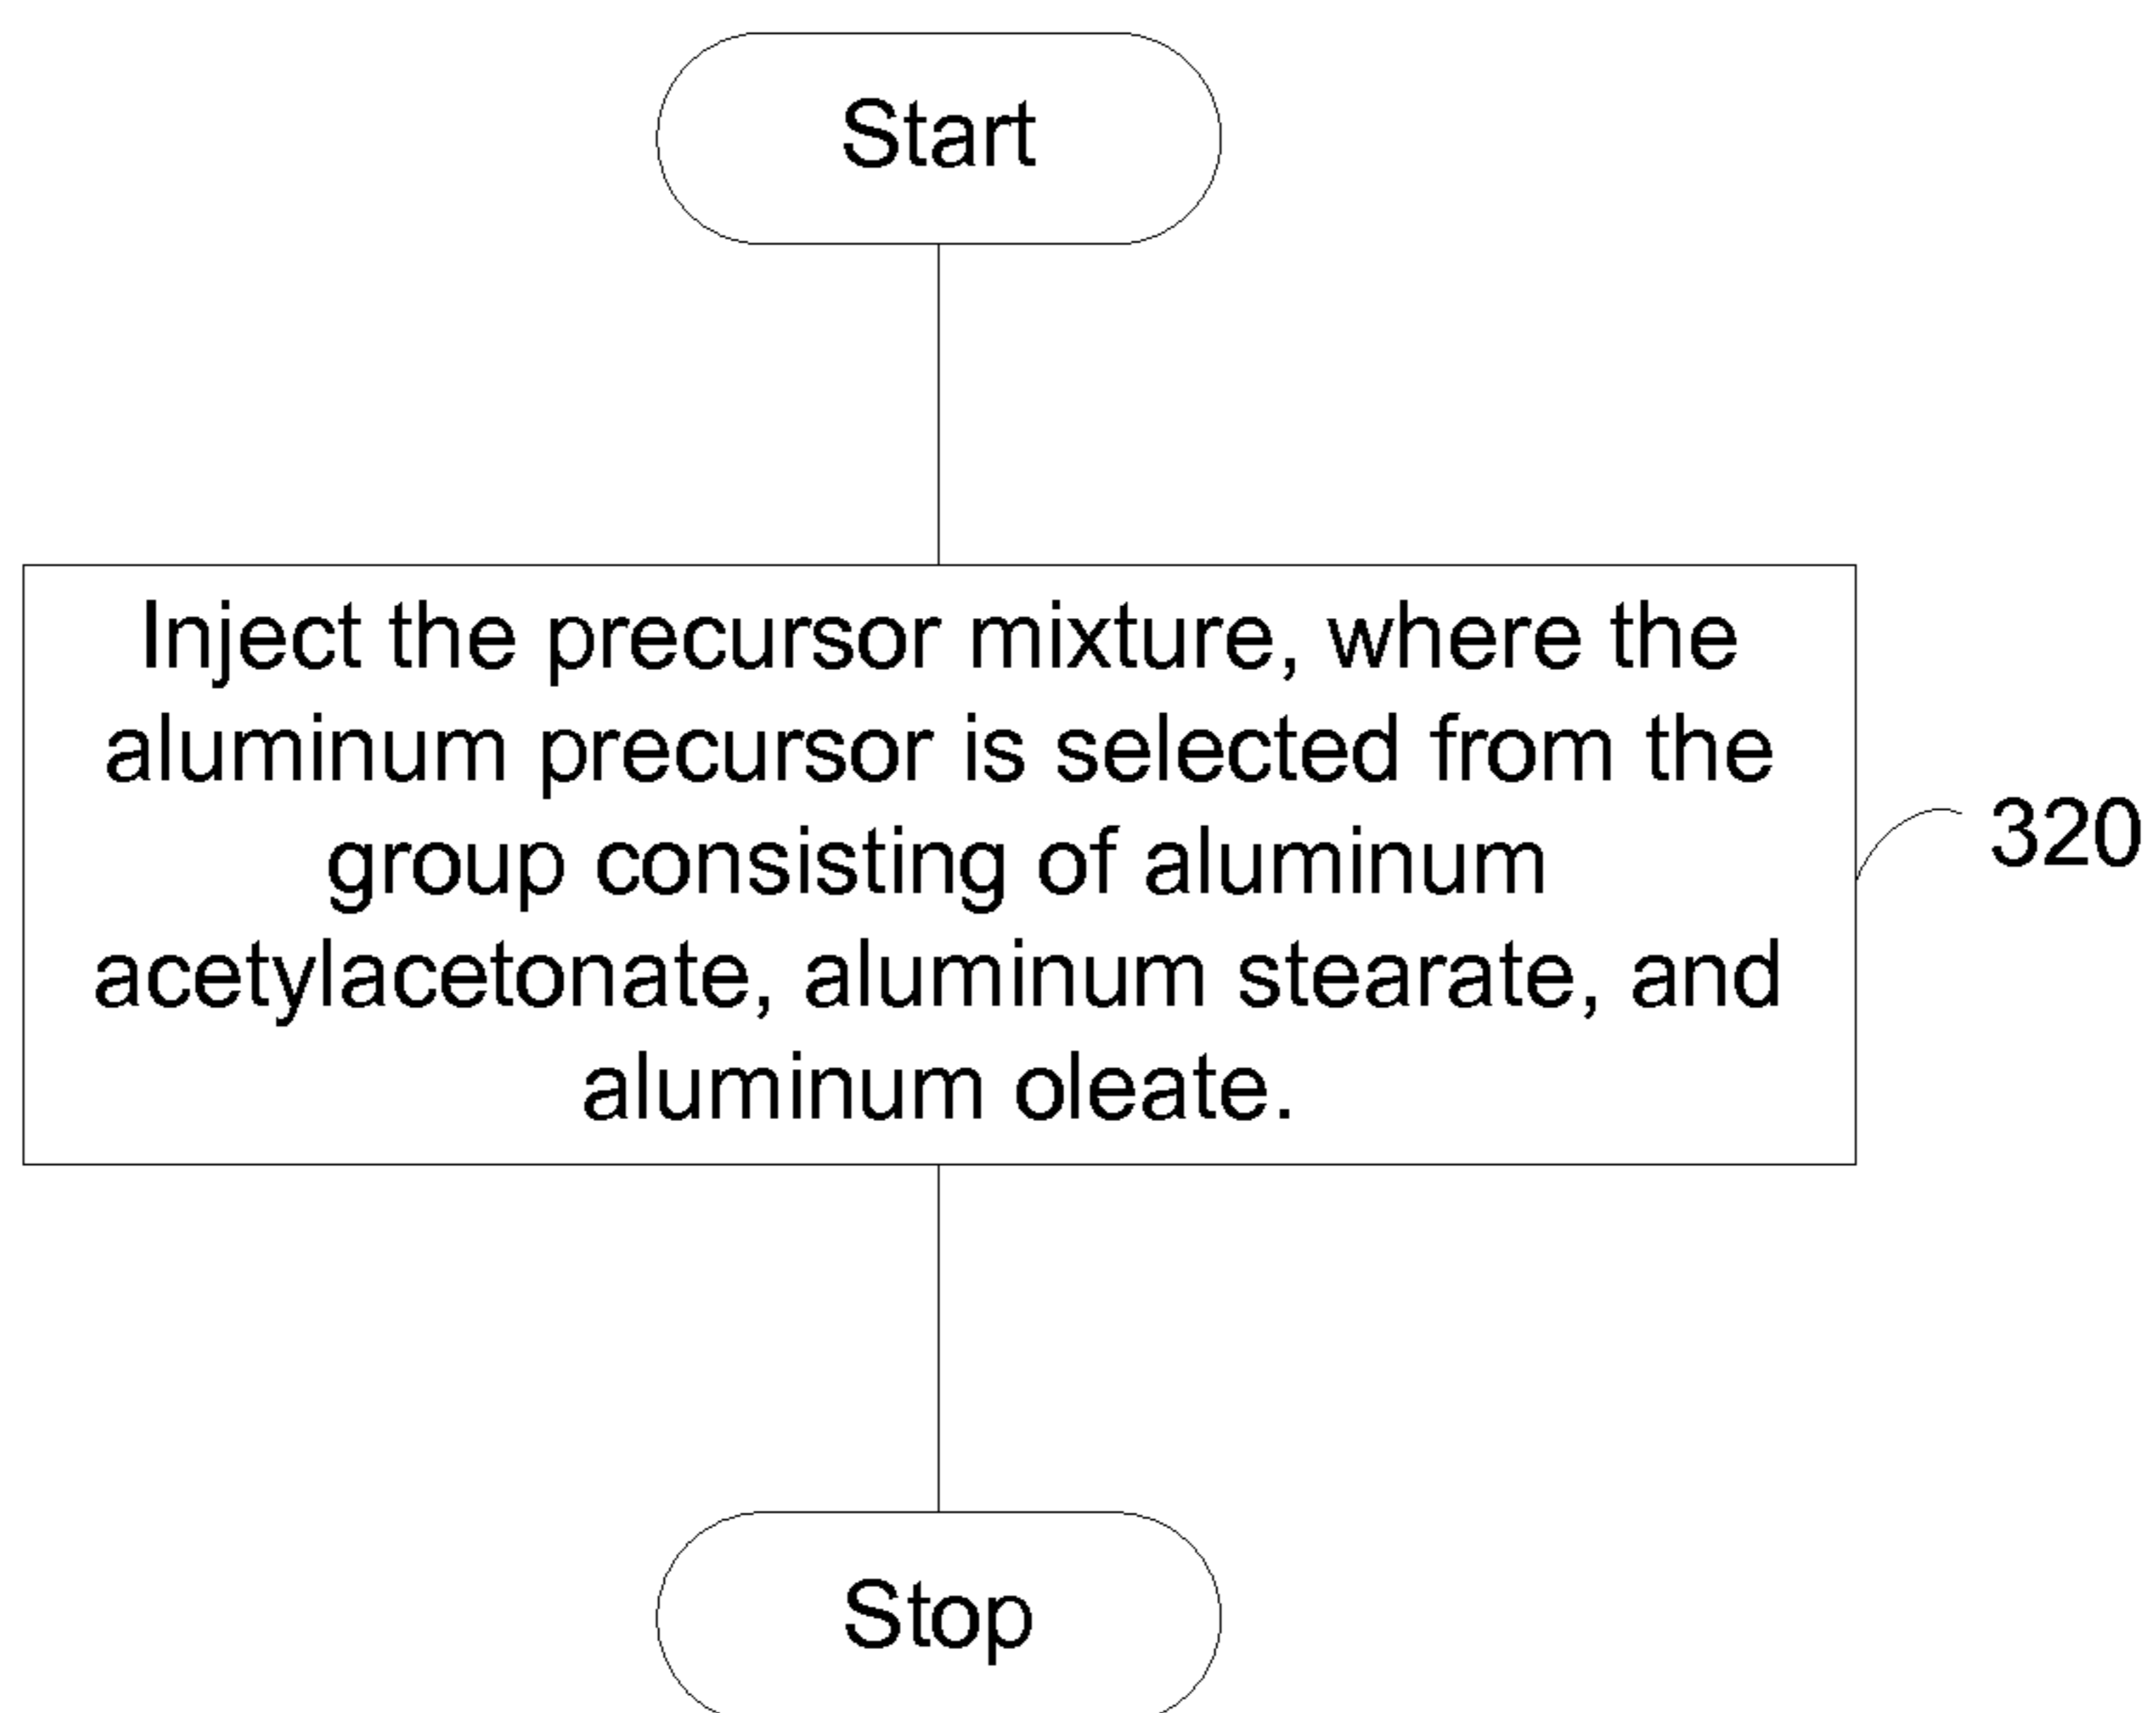 Start
Inject the precursor mixture, where the
aluminum precursor is selected from the
group consisting of aluminum
acetylacetonate, aluminum stearate, and
aluminum oleate.
320
Stop